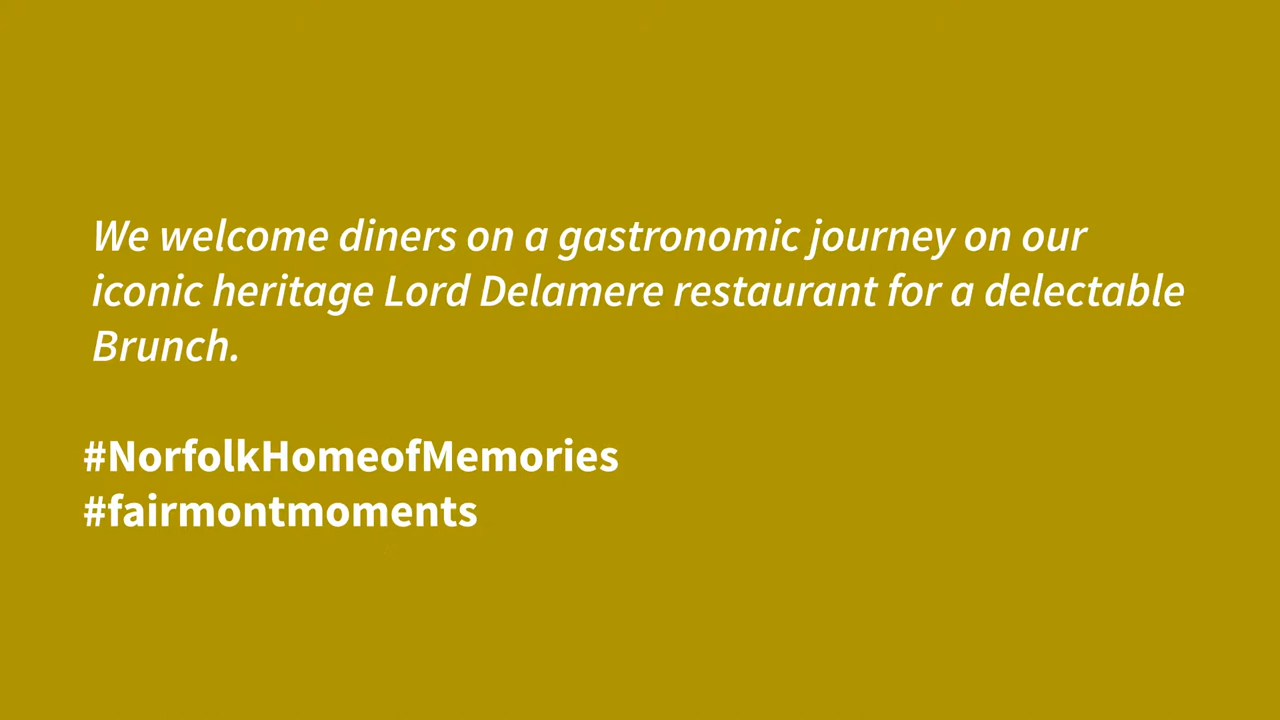 We welcome diners on a gastronomic journey on our
iconic heritage Lord Delamere restaurant for a delectable
Brunch.
#NorfolkHomeofMemories
#fairmontmoments